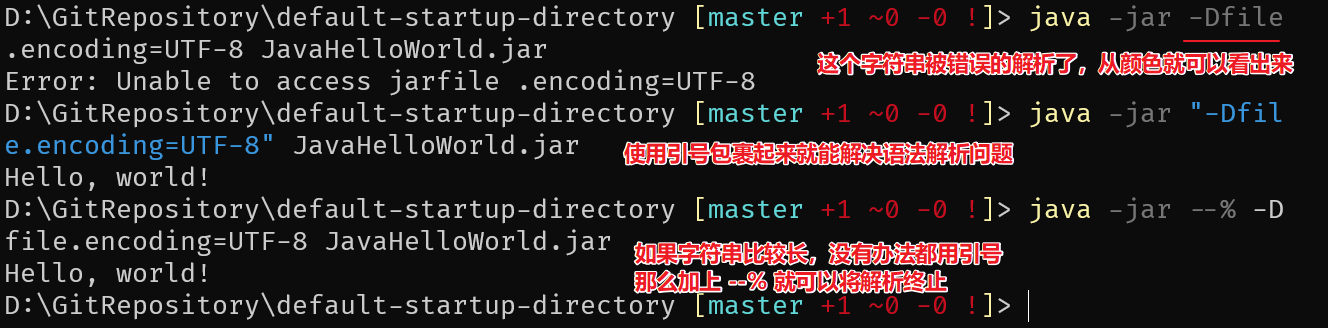 D:\GitRepository\default-startup-directory [master +1 ~0 -0 !]> java -jar -Dfile
.encoding=UTF-8 JavaHelloWorld.jar
这个字符串被错误的解析了，从颜色就可以看出来
Error: Unable to access jarfile .encoding=UTF-8
D:\GitRepository\default-startup-directory [master +1 ~0 -0 !]> java -jar "-Dfil
e.encoding=UTF-8" JavaHelloWorld.jar
使用引号包裹起来就能解决语法解析问题
Hello, world!
D:\GitRepository\default-startup-directory [master +1 ~0 -0 !]> java -jar --% -D
file.encoding=UTF-8 JavaHelloWorld.jar
如果字符串比较长，没有办法都用引号
Hello, world!
那么加上 --% 就可以将解析终止
D:\GitRepository\default-startup-directory [master +1 ~0 -0 !]>